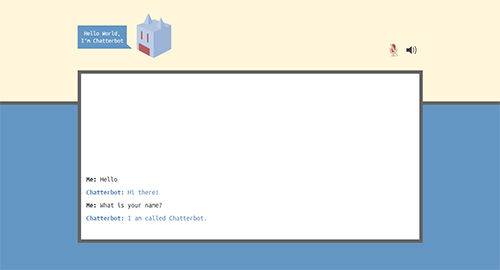 Hello World,
I'm Chatterbot
Me: Hello
Chatterbot: Hi there!
Me: What is your name?
Chatterbot: I am called Chatterbot.